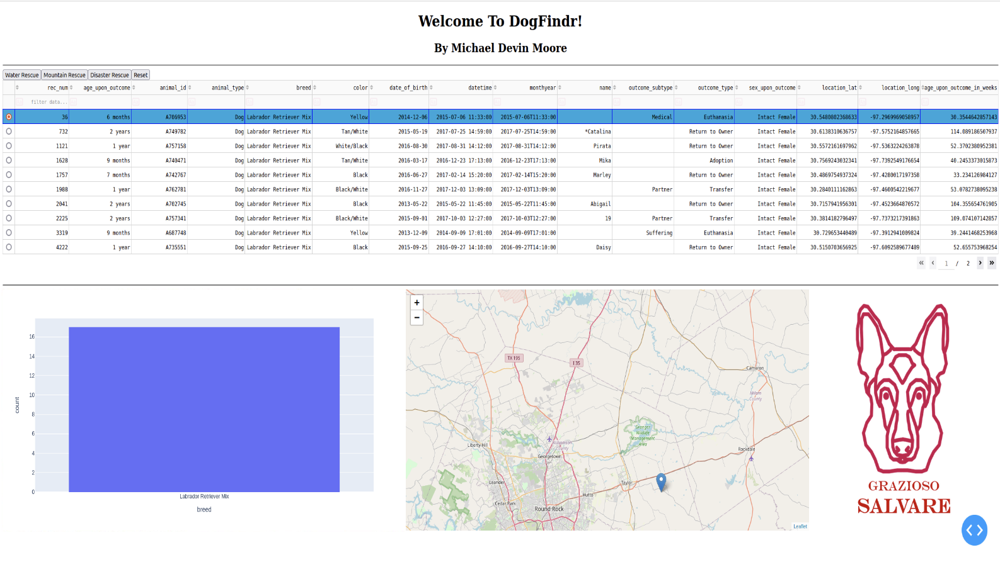 Welcome To DogFindr!
By Michael Devin Moore
Water Rescue Mountain Rescue Disaster Rescue Reset
rec_num age_upon_outcome animal_id animal_type breed color date_of_birth datetime monthyear name outcome_subtype outcome_type sex_upon_outcome location_lat location_long age_upon_outcome_in_weeks
filter data...
36 6 months A706953 Dog Labrador Retriever Mix Yellow 2014-12-06 2015-07-06 11:33:00 2015-07-06T11:33:00 Medical Euthanasia Intact Female 30.5480802368633 -97.2969969058957 30.3544642857143
732 2 years A749782 Dog Labrador Retriever Mix Tan/White 2015-05-19 2017-07-25 14:59:00 2017-07-25T14:59:00 *Catalina Return to Owner Intact Female 30.6138310636757 -97.5752164857665 114.089186507937
1121 1 year A757158 Dog Labrador Retriever Mix White/Black 2016-08-30 2017-08-31 14:12:00 2017-08-31T14:12:00 Pirata Return to Owner Intact Female 30.5572161697962 -97.5363224263878 52.3702380952381
1628 9 months A740471 Dog Labrador Retriever Mix Tan/White 2016-03-17 2016-12-23 17:13:00 2016-12-23T17:13:00 Mika Adoption Intact Female 30.7569243032341 -97.7392549176654 40.2453373015873
1757 7 months A742767 Dog Labrador Retriever Mix Black 2016-06-27 2017-02-14 15:20:00 2017-02-14T15:20:00 Marley Return to Owner Intact Female 30.4869754937324 -97.4280017197358 33.234126984127
1988 1 year A762781 Dog Labrador Retriever Mix Black/White 2016-11-27 2017-12-03 13:09:00 2017-12-03T13:09:00 Partner Transfer Intact Female 30.2840111162863 -97.4600542219677 53.0782738095238
2041 2 years A702745 Dog Labrador Retriever Mix Black 2013-05-22 2015-05-22 11:45:00 2015-05-22T11:45:00 Abigail Return to Owner Intact Female 30.7157941956301 -97.4523664870572 104.355654761905
2225 2 years A757341 Dog Labrador Retriever Mix Black/White 2015-09-01 2017-10-03 12:27:00 2017-10-03T12:27:00 19 Partner Transfer Intact Female 30.3814182796497 -97.7373217391863 109.074107142857
3319 9 months A687748 Dog Labrador Retriever Mix Yellow 2013-12-09 2014-09-09 17:01:00 2014-09-09T17:01:00 Suffering Euthanasia Intact Female 30.729653440489 -97.3912941009824 39.2441468253968
4222 1 year A735551 Dog Labrador Retriever Mix Black 2015-09-25 2016-09-27 14:10:00 2016-09-27T14:10:00 Daisy Return to Owner Intact Female 30.5150703656925 -97.6092589677489 52.655753968254
« ‹ 1 / 2 › »
16
14
12
10
8
6
4
2
0
count
Labrador Retriever Mix
breed
+
−
TX 195
I 35
Cameron
Milam
County
Granger
Wildlife
Management
Area
Liberty Hill
Williamson
County
Georgetown
Rockdale
Leander
Taylor
Hutto
Cedar Park
Round Rock
Leaflet
GRAZIOSO
SALVARE